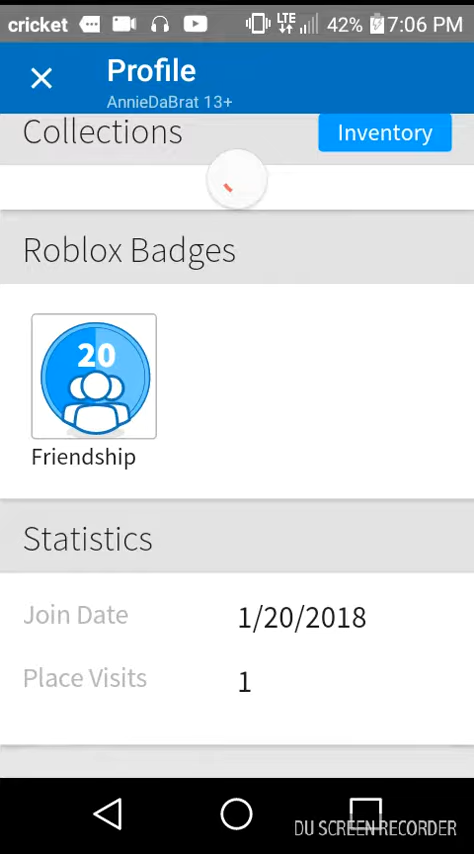 cricket LTE 42% 7:06 PM
Profile
AnnieDaBrat 13+
Collections
Inventory
Roblox Badges
20
Friendship
Statistics
Join Date 1/20/2018
Place Visits 1
DU SCREEN RECORDER